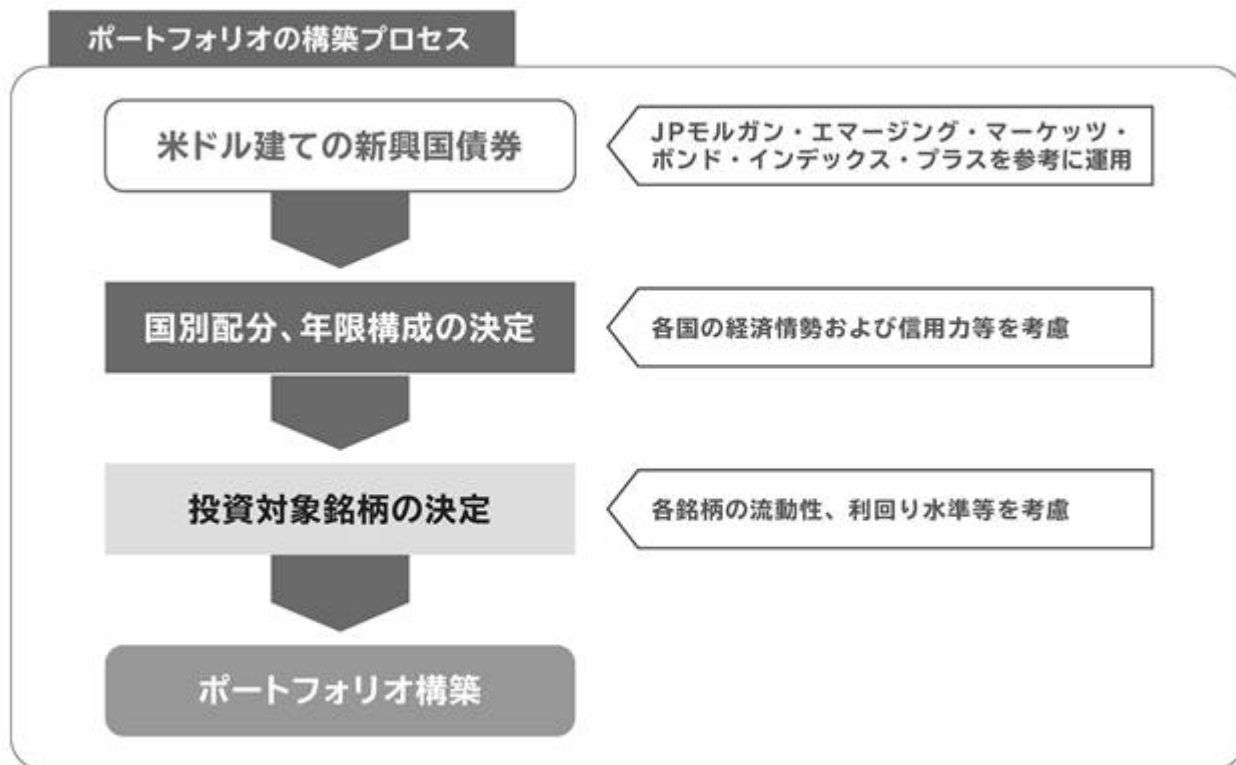 ポートフォリオの構築プロセス
米ドル建ての新興国債券
JPモルガン・エマージング・マーケッツ・
ボンド・インデックス・プラスを参考に運用
国別配分、年限構成の決定
各国の経済情勢および信用力等を考慮
投資対象銘柄の決定
各銘柄の流動性、利回り水準等を考慮
ポートフォリオ構築